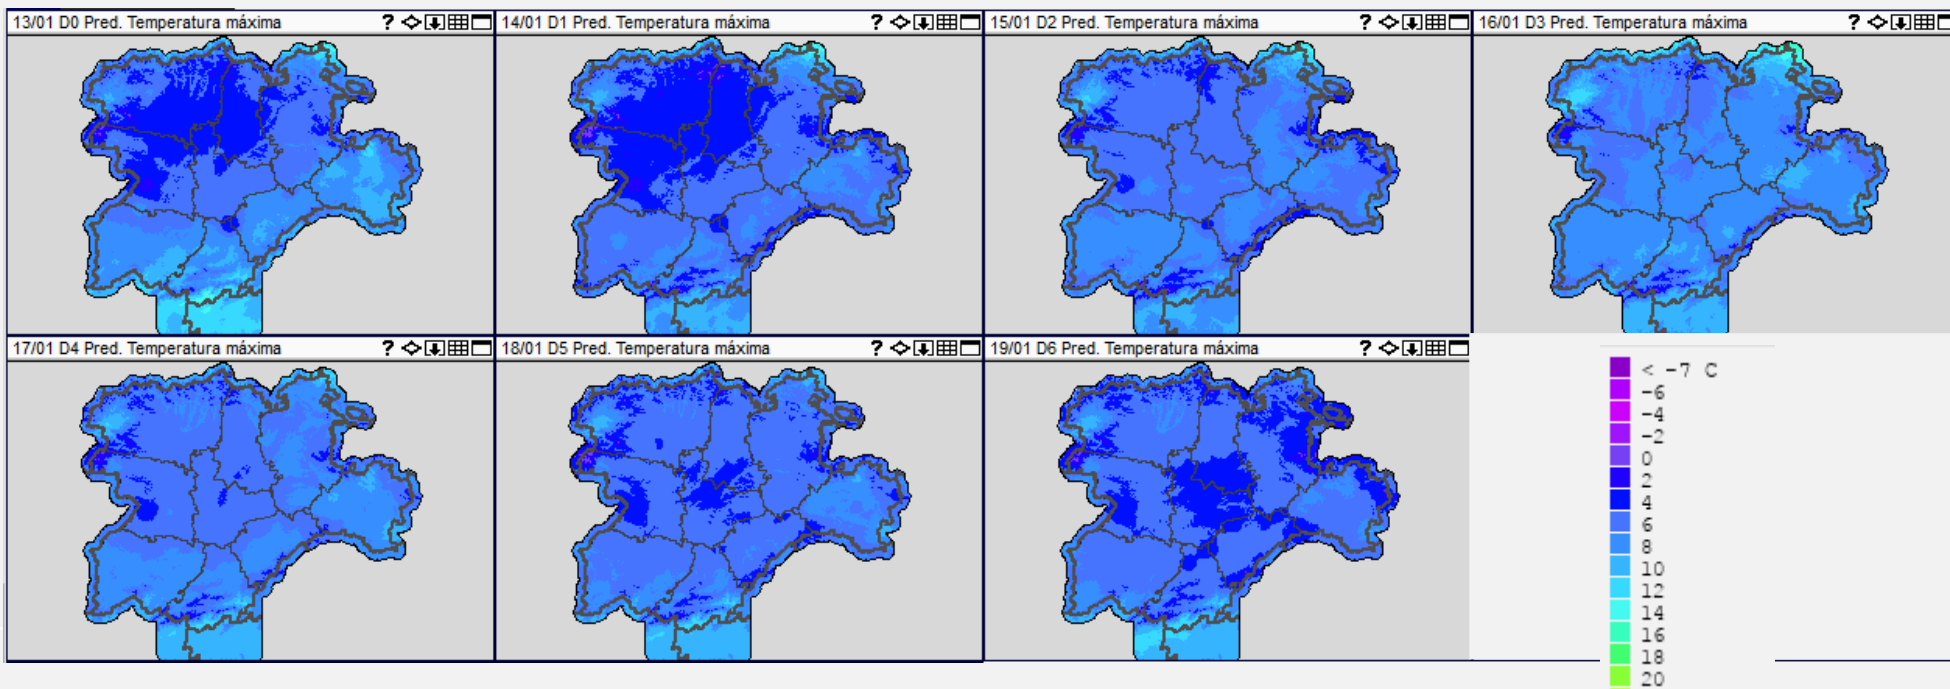 13/01 D0 Pred. Temperatura máxima ?
14/01 D1 Pred. Temperatura máxima ?
15/01 D2 Pred. Temperatura máxima ?
16/01 D3 Pred. Temperatura máxima ?
17/01 D4 Pred. Temperatura máxima ?
18/01 D5 Pred. Temperatura máxima ?
19/01 D6 Pred. Temperatura máxima ?
< -7 C
-6
-4
-2
0
2
4
6
8
10
12
14
16
18
20